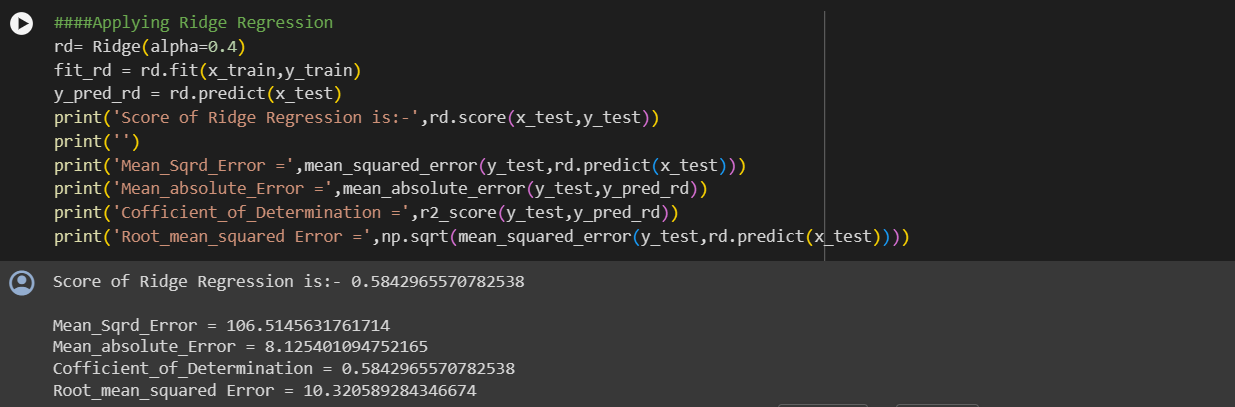 ####Applying Ridge Regression
rd= Ridge(alpha=0.4)
fit_rd = rd.fit(x_train,y_train)
y_pred_rd = rd.predict(x_test)
print('Score of Ridge Regression is:-',rd.score(x_test,y_test))
print('')
print('Mean_Sqrd_Error =',mean_squared_error(y_test,rd.predict(x_test)))
print('Mean_absolute_Error =',mean_absolute_error(y_test,y_pred_rd))
print('Cofficient_of_Determination =',r2_score(y_test,y_pred_rd))
print('Root_mean_squared Error =',np.sqrt(mean_squared_error(y_test,rd.predict(x_test))))
Score of Ridge Regression is:- 0.5842965570782538
Mean_Sqrd_Error = 106.5145631761714
Mean_absolute_Error = 8.125401094752165
Cofficient_of_Determination = 0.5842965570782538
Root_mean_squared Error = 10.320589284346674